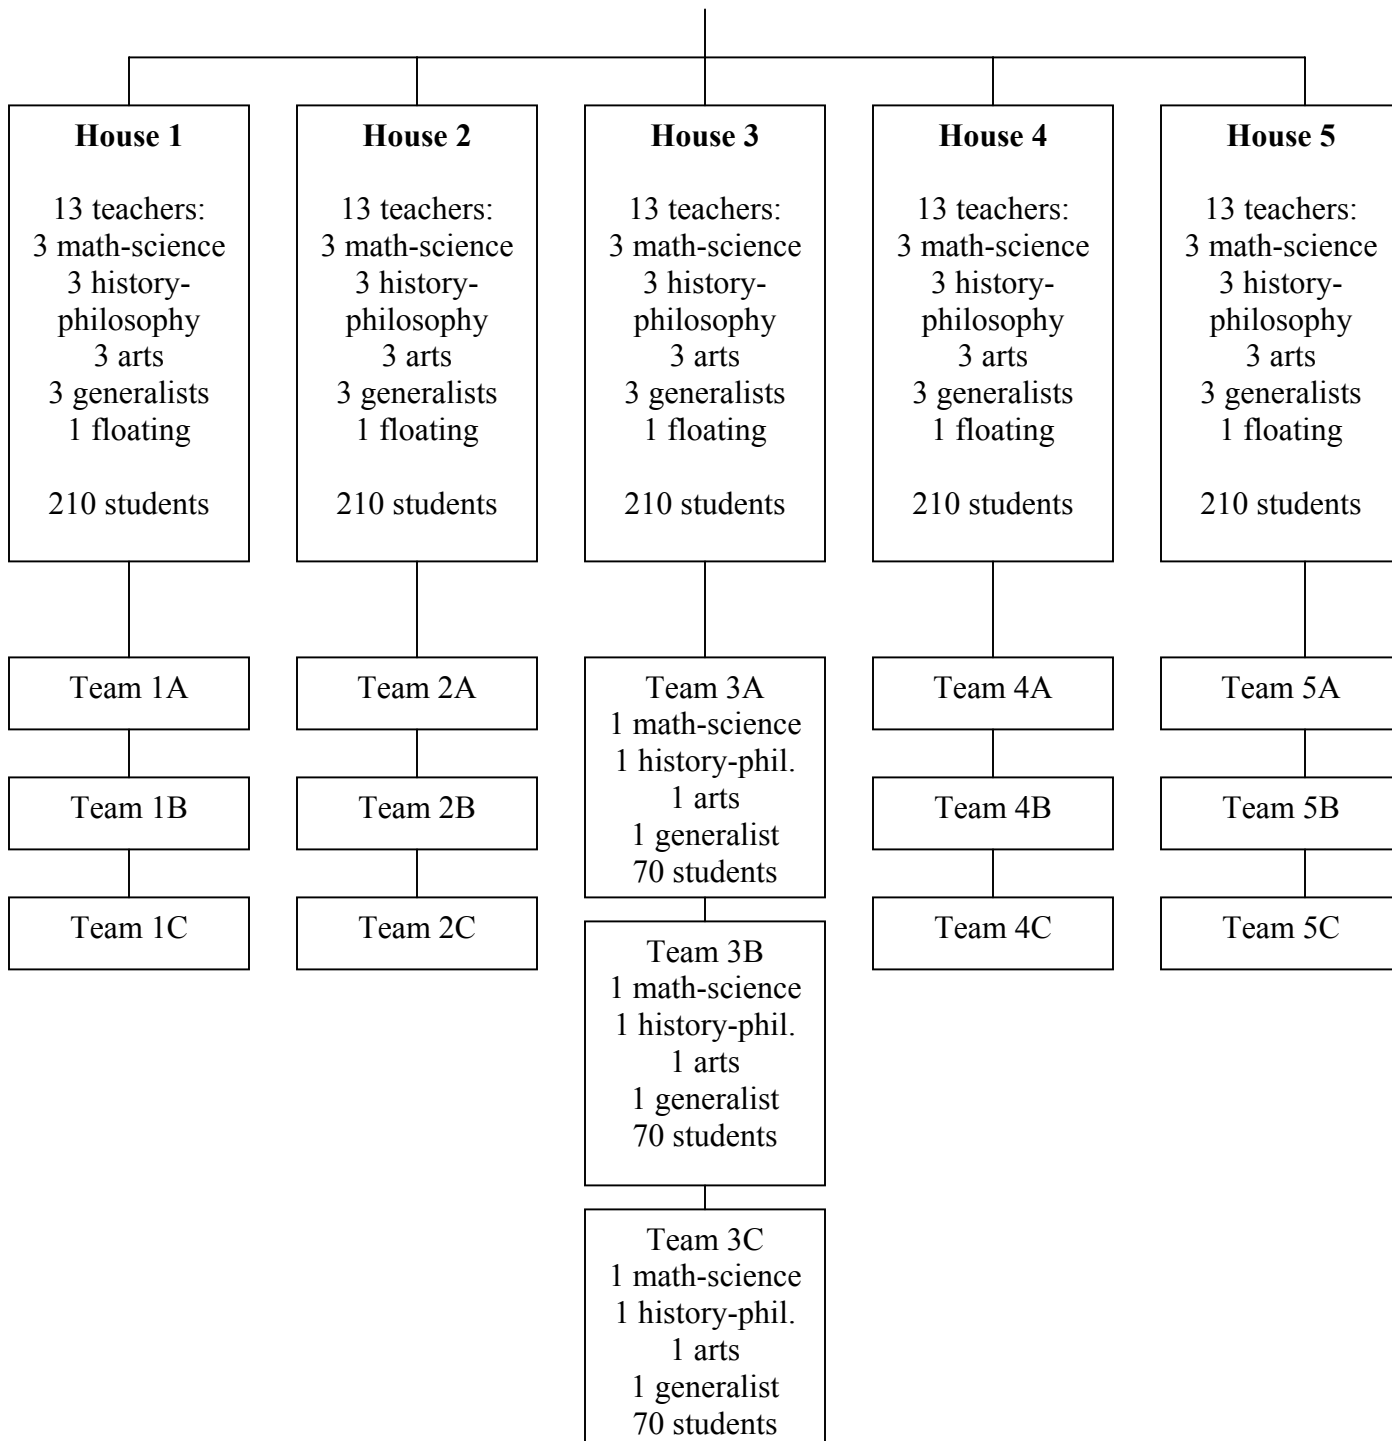 House 1
13 teachers:
3 math-science
3 history-
philosophy
3 arts
3 generalists
1 floating
210 students
House 2
13 teachers:
3 math-science
3 history-
philosophy
3 arts
3 generalists
1 floating
210 students
House 3
13 teachers:
3 math-science
3 history-
philosophy
3 arts
3 generalists
1 floating
210 students
House 4
13 teachers:
3 math-science
3 history-
philosophy
3 arts
3 generalists
1 floating
210 students
House 5
13 teachers:
3 math-science
3 history-
philosophy
3 arts
3 generalists
1 floating
210 students
Team 1A
Team 1B
Team 1C
Team 2A
Team 2B
Team 2C
Team 3A
1 math-science
1 history-phil.
1 arts
1 generalist
70 students
Team 3B
1 math-science
1 history-phil.
1 arts
1 generalist
70 students
Team 3C
1 math-science
1 history-phil.
1 arts
1 generalist
70 students
Team 4A
Team 4B
Team 4C
Team 5A
Team 5B
Team 5C